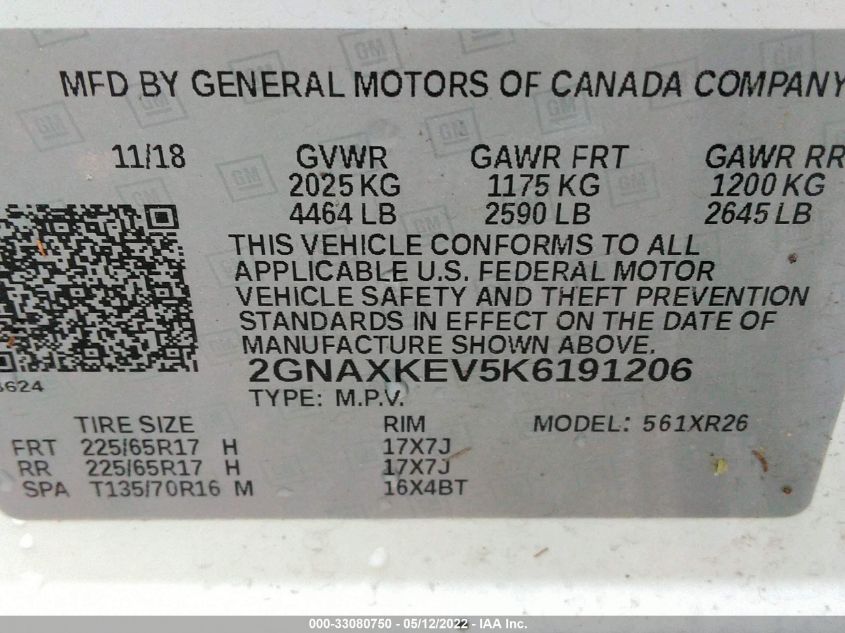 MFD BY GENERAL MOTORS OF CANADA COMPANY
11/18 GVWR GAWR FRT GAWR RR
2025 KG 1175 KG 1200 KG
4464 LB 2590 LB 2645 LB
THIS VEHICLE CONFORMS TO ALL
APPLICABLE U.S. FEDERAL MOTOR
VEHICLE SAFETY AND THEFT PREVENTION
STANDARDS IN EFFECT ON THE DATE OF
MANUFACTURE SHOWN ABOVE.
2GNAXKEV5K6191206
TYPE: M.P.V.
TIRE SIZE RIM MODEL: 561XR26
FRT 225/65R17 H 17X7J
RR 225/65R17 H 17X7J
SPA T135/70R16 M 16X4BT
000-33080750 - 05/12/2022 - IAA Inc.